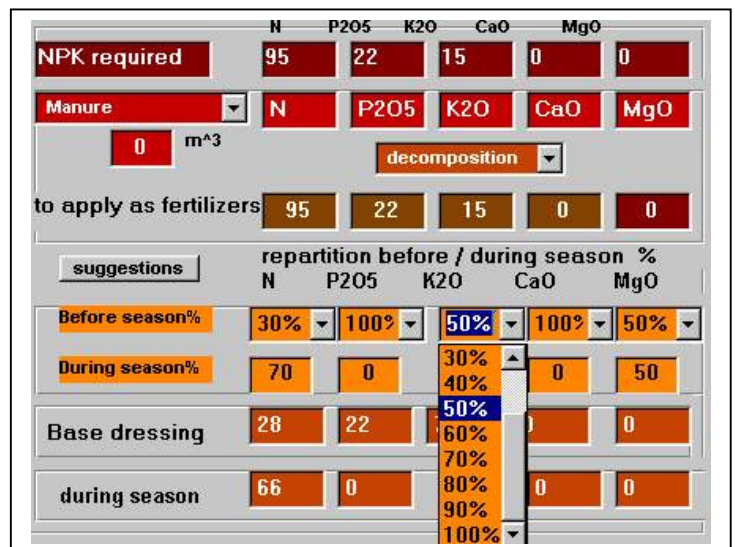 N P2O5 K2O CaO MgO
NPK required 95 22 15 0 0
Manure N P2O5 K2O CaO MgO
0 m^3 decomposition
to apply as fertilizers 95 22 15 0 0
suggestions repartition before / during season %
N P2O5 K2O CaO MgO
Before season% 30% 100% 50% 100% 50%
During season% 70 0 0 50
30%
40%
50%
60%
70%
80%
90%
100%
Base dressing 28 22 0
during season 66 0 0 0